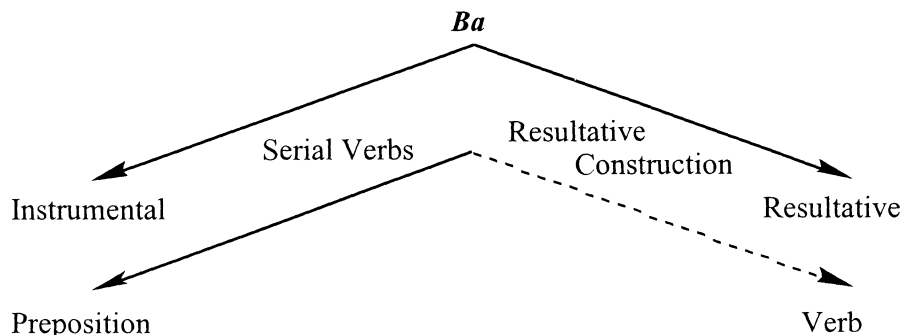 Ba
Serial Verbs
Resultative
Construction
Instrumental
Resultative
Preposition
Verb